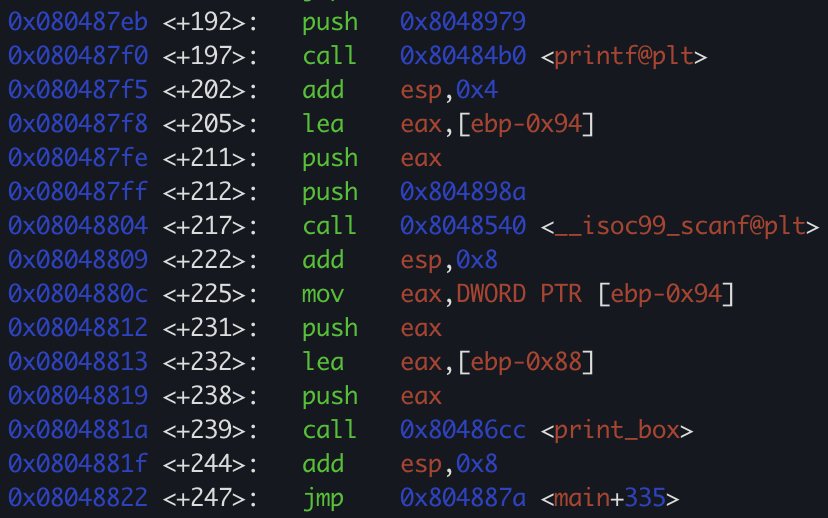 0x080487eb <+192>: push 0x8048979
0x080487f0 <+197>: call 0x80484b0 <printf@plt>
0x080487f5 <+202>: add esp,0x4
0x080487f8 <+205>: lea eax,[ebp-0x94]
0x080487fe <+211>: push eax
0x080487ff <+212>: push 0x804898a
0x08048804 <+217>: call 0x8048540 <__isoc99_scanf@plt>
0x08048809 <+222>: add esp,0x8
0x0804880c <+225>: mov eax,DWORD PTR [ebp-0x94]
0x08048812 <+231>: push eax
0x08048813 <+232>: lea eax,[ebp-0x88]
0x08048819 <+238>: push eax
0x0804881a <+239>: call 0x80486cc <print_box>
0x0804881f <+244>: add esp,0x8
0x08048822 <+247>: jmp 0x804887a <main+335>